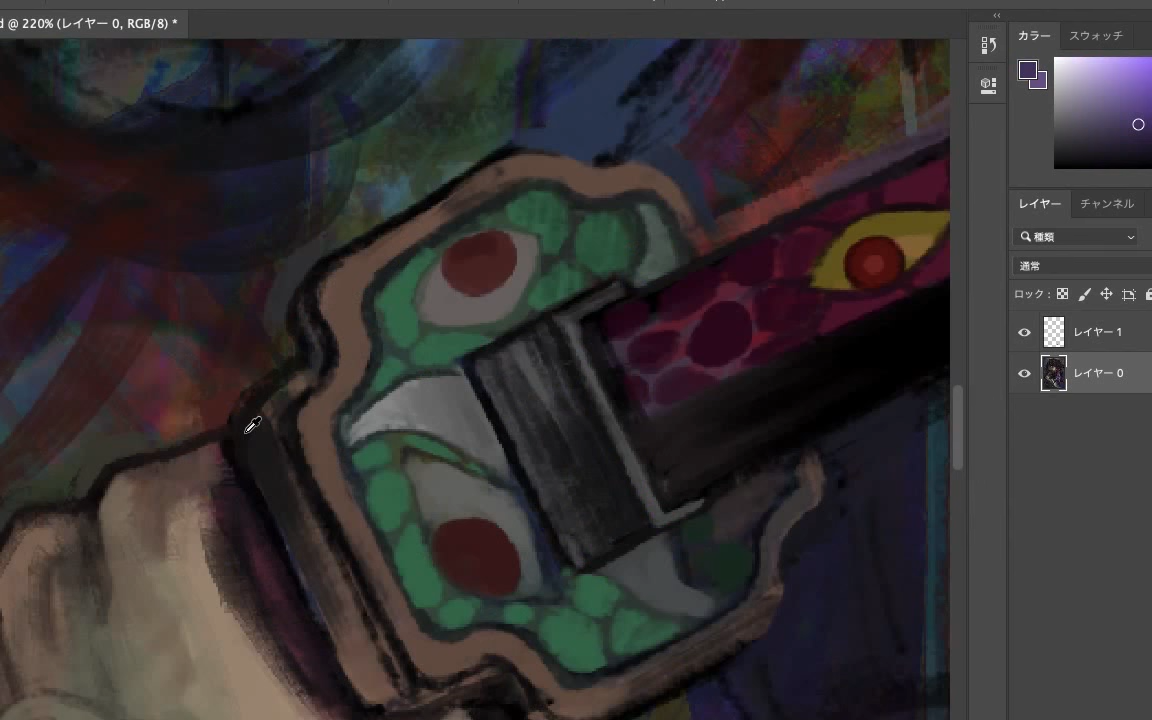 d @ 220% (レイヤー 0, RGB/8) *
カラー
スウォッチ
レイヤー
チャンネル
種類
通常
ロック：
レイヤー 1
レイヤー 0